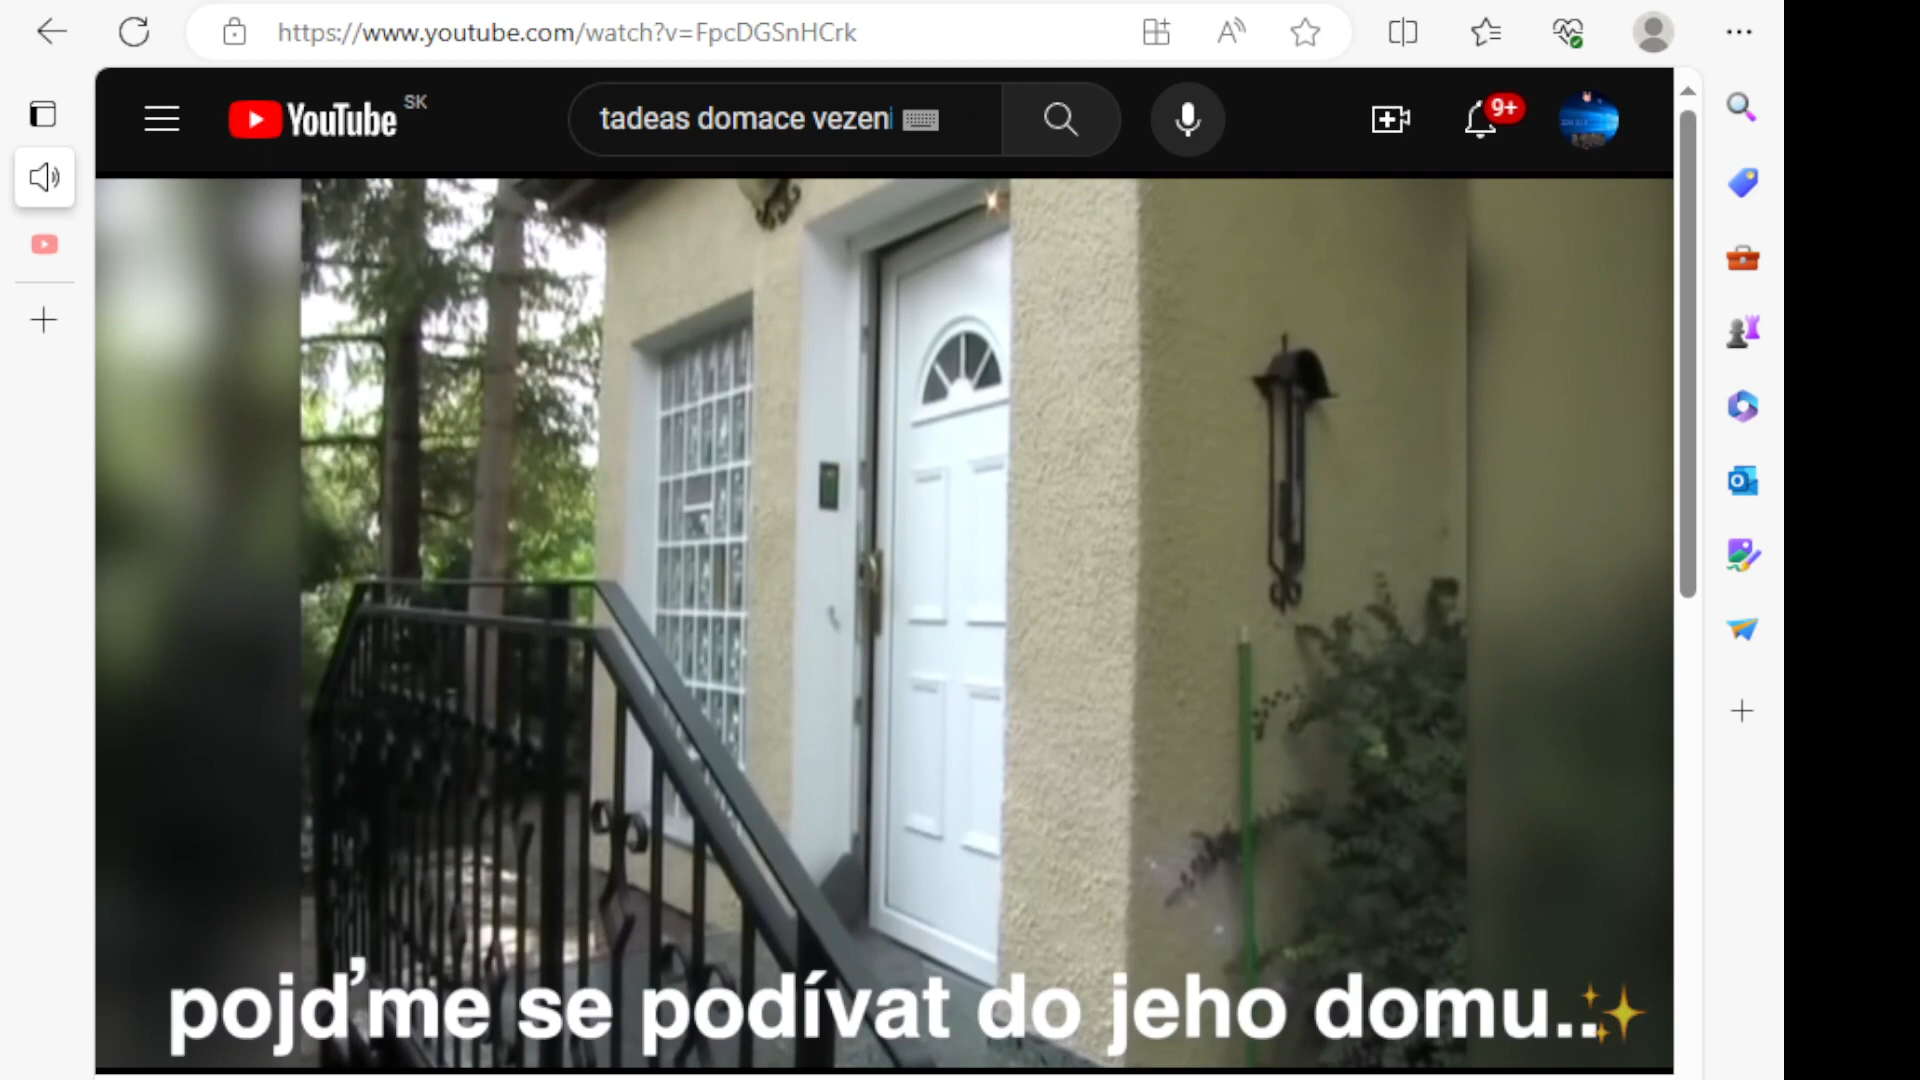 https://www.youtube.com/watch?v=FpcDGSnHCrk
YouTube SK
tadeas domace vezeni
9+
pojďme se podívat do jeho domu..✨